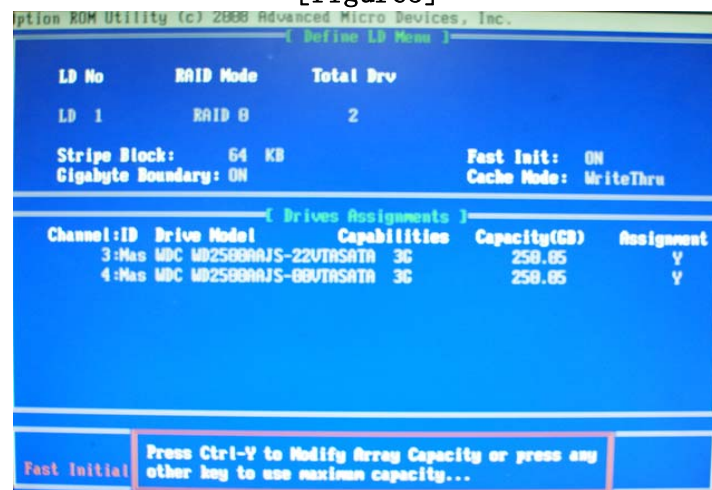 ption ROM Utility (c) 2008 Advanced Micro Devices, Inc.
[ Define LD Menu ]
LD No RAID Mode Total Drv
LD 1 RAID 0 2
Stripe Block: 64 KB Fast Init: ON
Gigabyte Boundary: ON Cache Mode: WriteThru
[ Drives Assignments ]
Channel:ID Drive Model Capabilities Capacity(GB) Assignment
3:Mas WDC WD2500AAJS-22VTASATA 3G 250.05 Y
4:Mas WDC WD2500AAJS-00VTASATA 3G 250.05 Y
Fast Initial
Press Ctrl-Y to Modify Array Capacity or press any
other key to use maximum capacity...